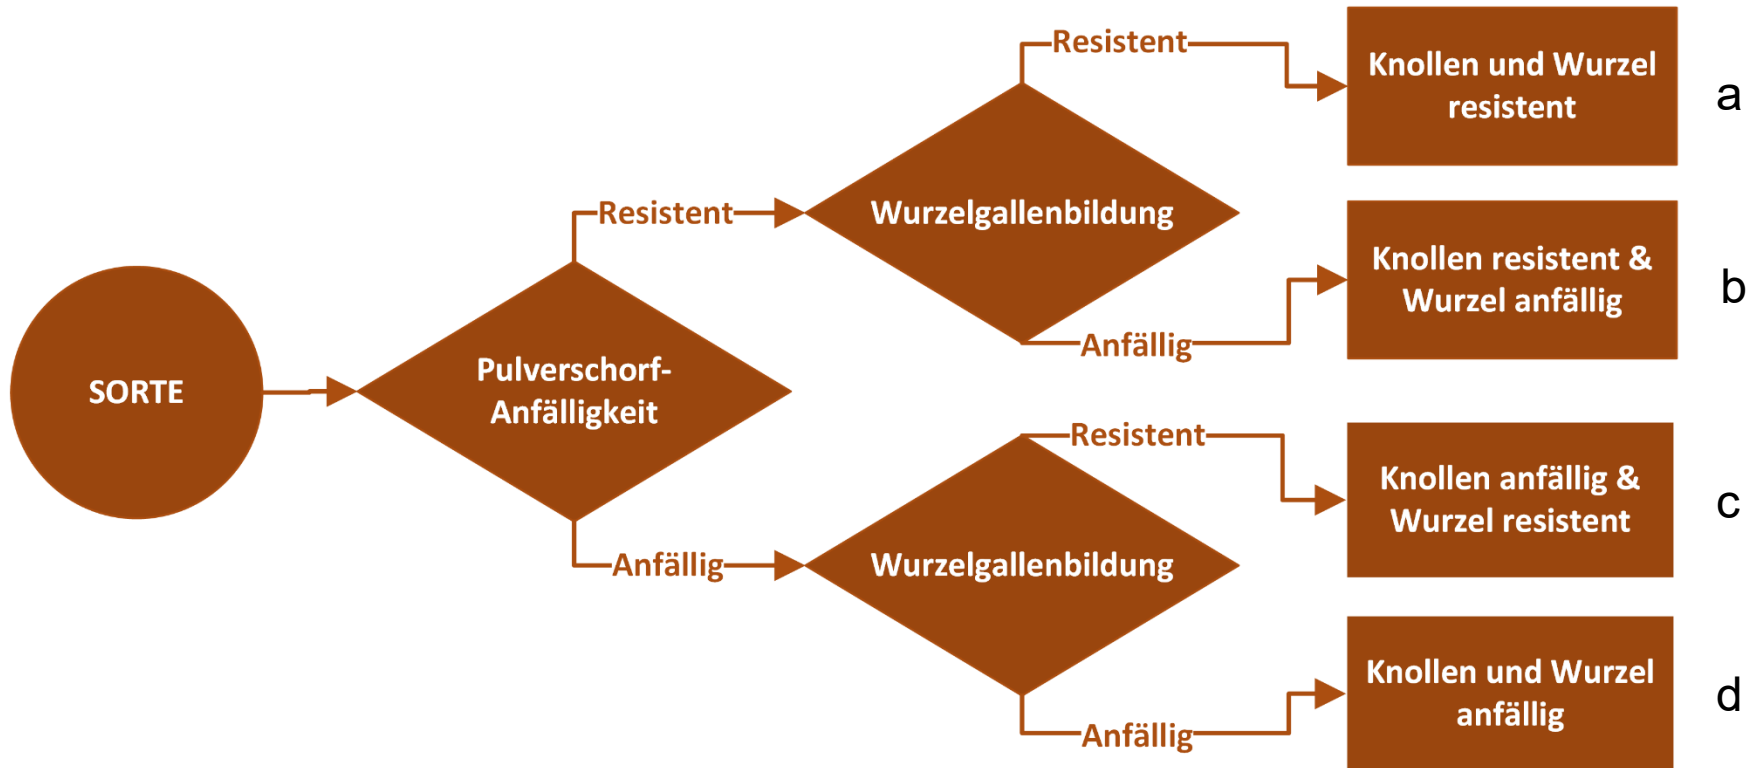 SORTE
Pulverschorf-
Anfälligkeit
Resistent
Anfällig
Wurzelgallenbildung
Resistent
Anfällig
Wurzelgallenbildung
Resistent
Anfällig
Knollen und Wurzel
resistent
a
Knollen resistent &
Wurzel anfällig
b
Knollen anfällig &
Wurzel resistent
c
Knollen und Wurzel
anfällig
d